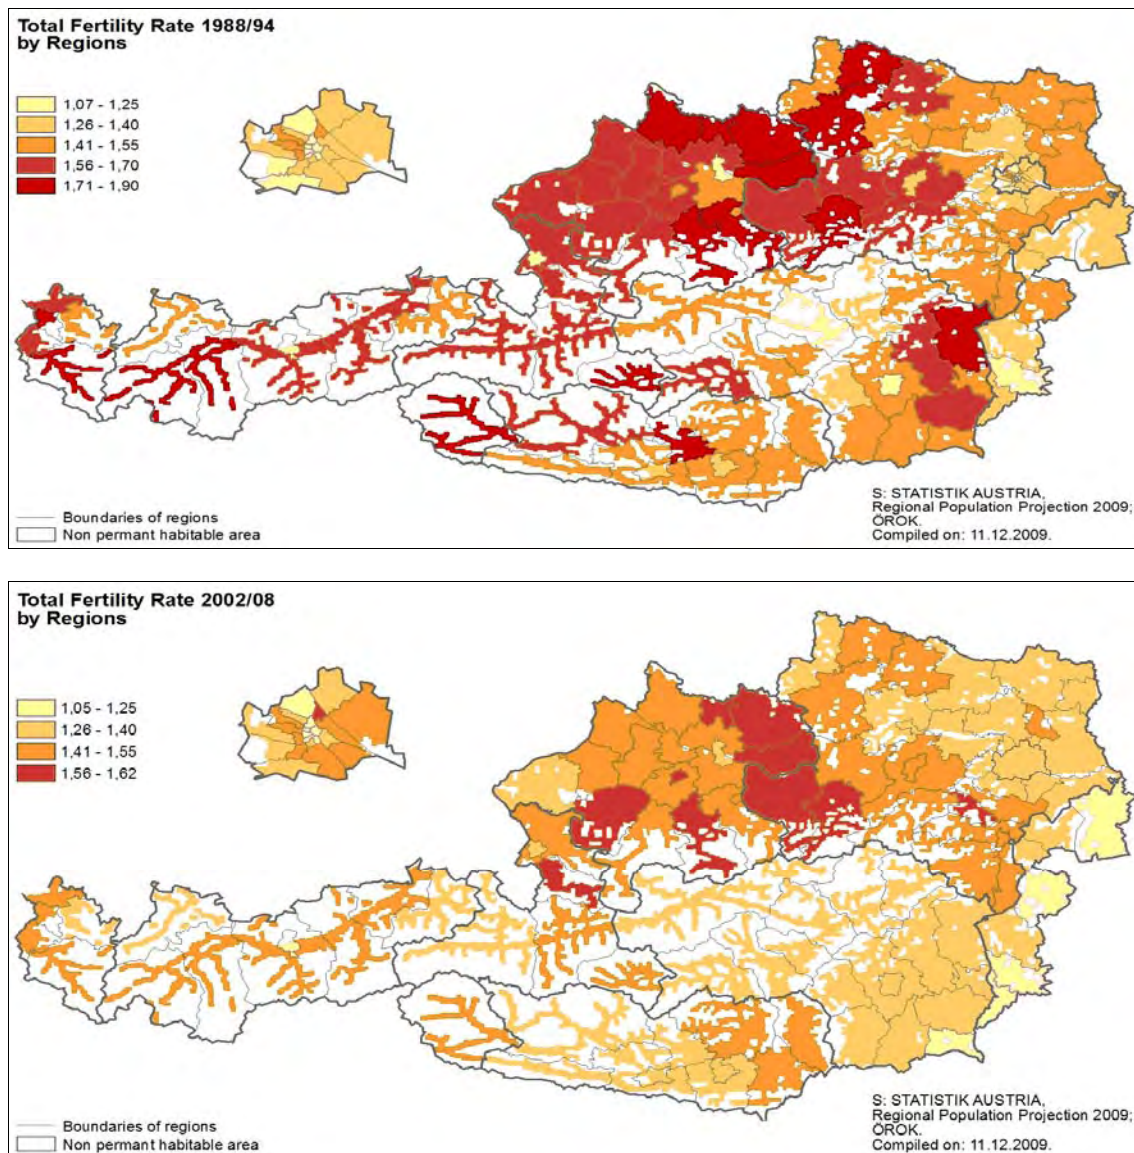 Total Fertility Rate 1988/94
by Regions
1,07 - 1,25
1,26 - 1,40
1,41 - 1,55
1,56 - 1,70
1,71 - 1,90
Boundaries of regions
Non permant habitable area
S: STATISTIK AUSTRIA,
Regional Population Projection 2009;
ÖROK.
Compiled on: 11.12.2009.
Total Fertility Rate 2002/08
by Regions
1,05 - 1,25
1,26 - 1,40
1,41 - 1,55
1,56 - 1,62
Boundaries of regions
Non permant habitable area
S: STATISTIK AUSTRIA,
Regional Population Projection 2009;
ÖROK.
Compiled on: 11.12.2009.